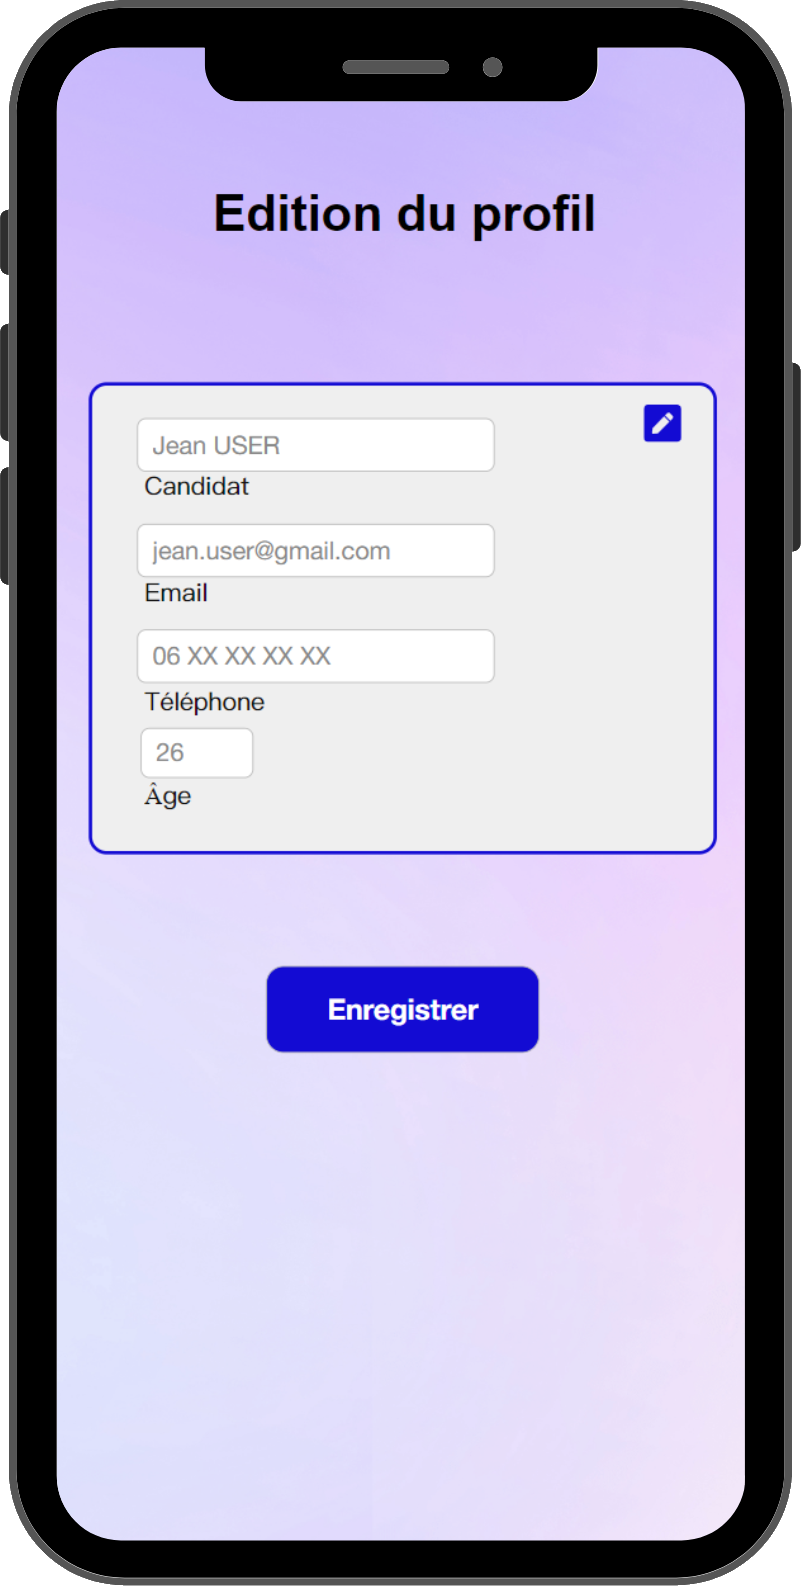 Edition du profil
Jean USER
Candidat
jean.user@gmail.com
Email
06 XX XX XX XX
Téléphone
26
Âge
Enregistrer